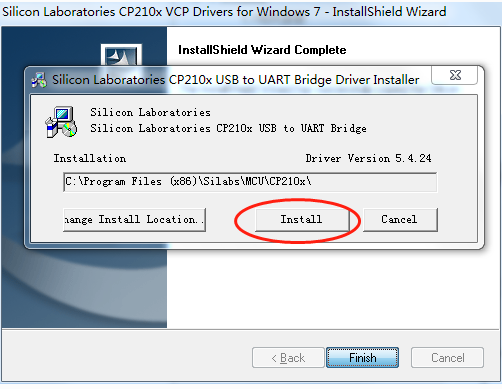 Silicon Laboratories CP210x VCP Drivers for Windows 7 - InstallShield Wizard
InstallShield Wizard Complete
Silicon Laboratories CP210x USB to UART Bridge Driver Installer
Silicon Laboratories
Silicon Laboratories CP210x USB to UART Bridge
Installation
Driver Version 5.4.24
C:\Program Files (x86)\Silabs\MCU\CP210x\
hange Install Location..
Install
Cancel
< Back
Finish
Cancel